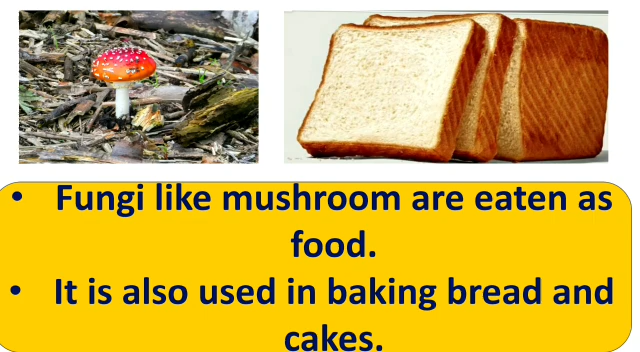 • Fungi like mushroom are eaten as
food.
• It is also used in baking bread and
cakes.